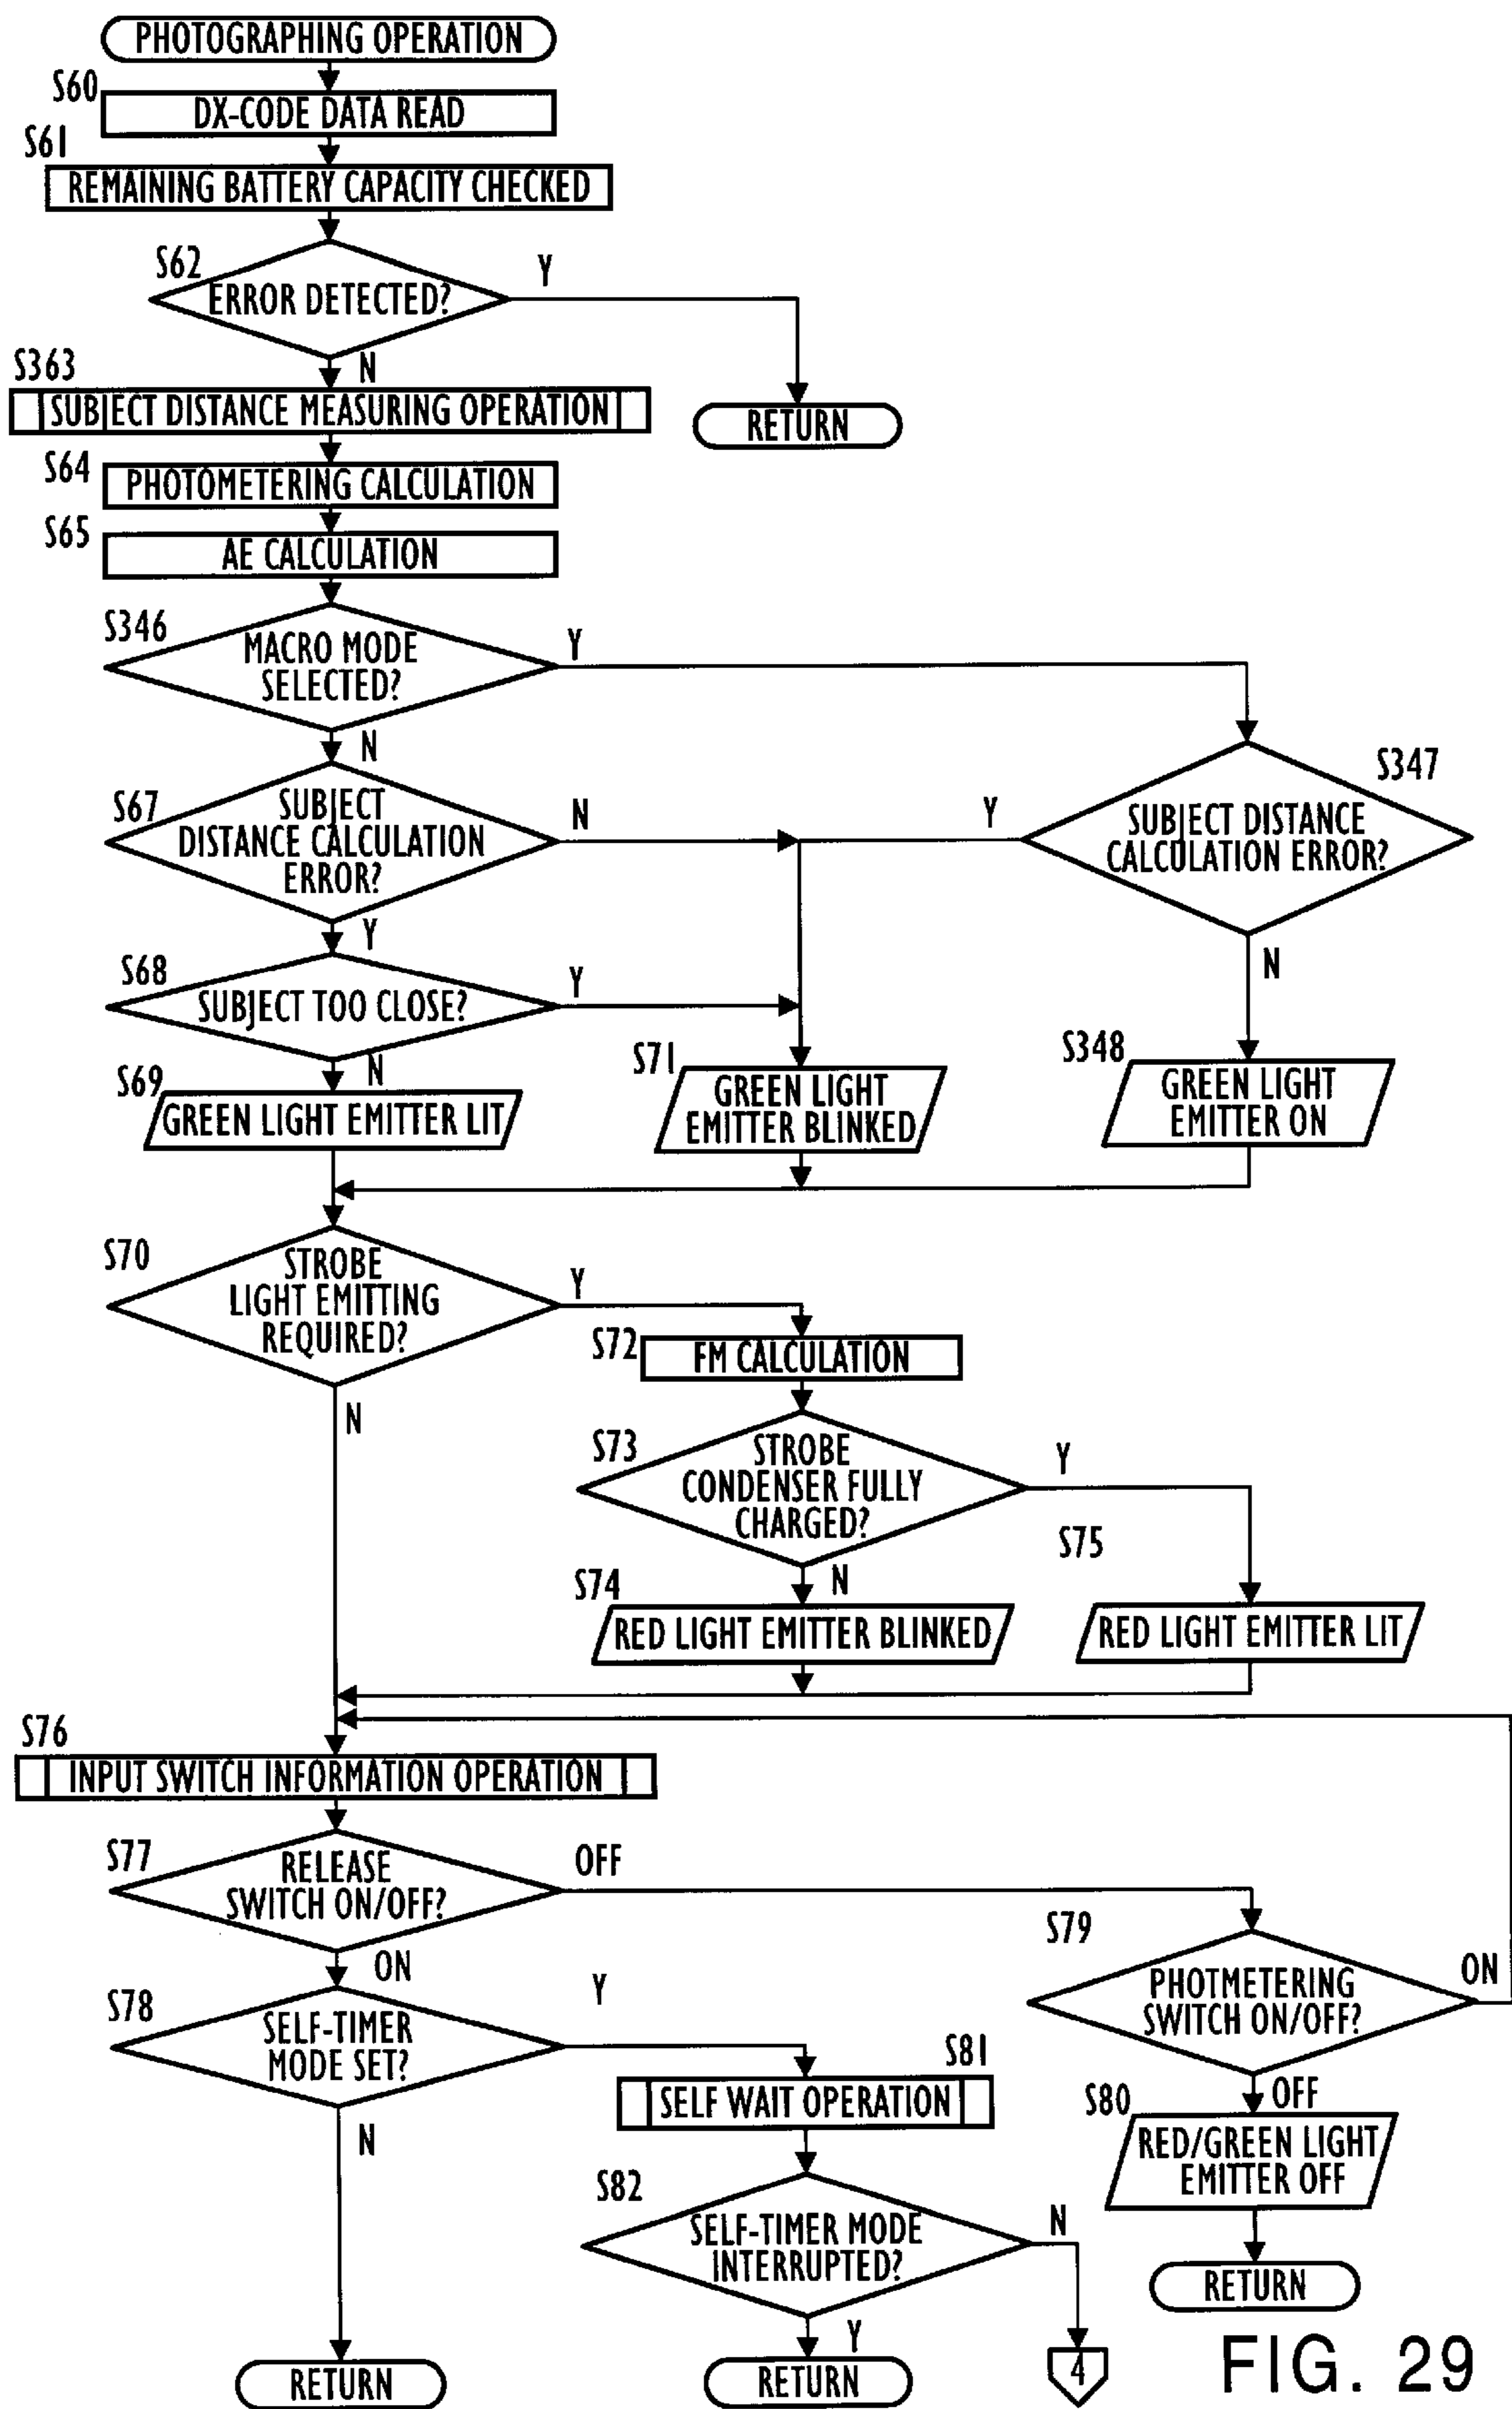 PHOTOGRAPHING OPERATION
S60
DX-CODE DATA READ
S61
REMAINING BATTERY CAPACITY CHECKED
S62
ERROR DETECTED?
Y
N
S363
SUBJECT DISTANCE MEASURING OPERATION
RETURN
S64
PHOTOMETERING CALCULATION
S65
AE CALCULATION
S346
MACRO MODE
SELECTED?
Y
N
S67
SUBJECT
DISTANCE CALCULATION
ERROR?
N
Y
S347
SUBJECT DISTANCE
CALCULATION ERROR?
Y
N
S68
SUBJECT TOO CLOSE?
Y
N
S69
GREEN LIGHT EMITTER LIT
S71
GREEN LIGHT
EMITTER BLINKED
S348
GREEN LIGHT
EMITTER ON
S70
STROBE
LIGHT EMITTING
REQUIRED?
Y
N
S72
FM CALCULATION
S73
STROBE
CONDENSER FULLY
CHARGED?
Y
N
S74
RED LIGHT EMITTER BLINKED
S75
RED LIGHT EMITTER LIT
S76
INPUT SWITCH INFORMATION OPERATION
S77
RELEASE
SWITCH ON/OFF?
OFF
ON
S78
SELF-TIMER
MODE SET?
Y
N
S79
PHOTMETERING
SWITCH ON/OFF?
ON
OFF
S80
RED/GREEN LIGHT
EMITTER OFF
RETURN
S81
SELF WAIT OPERATION
S82
SELF-TIMER MODE
INTERRUPTED?
N
Y
RETURN
RETURN
4
FIG. 29